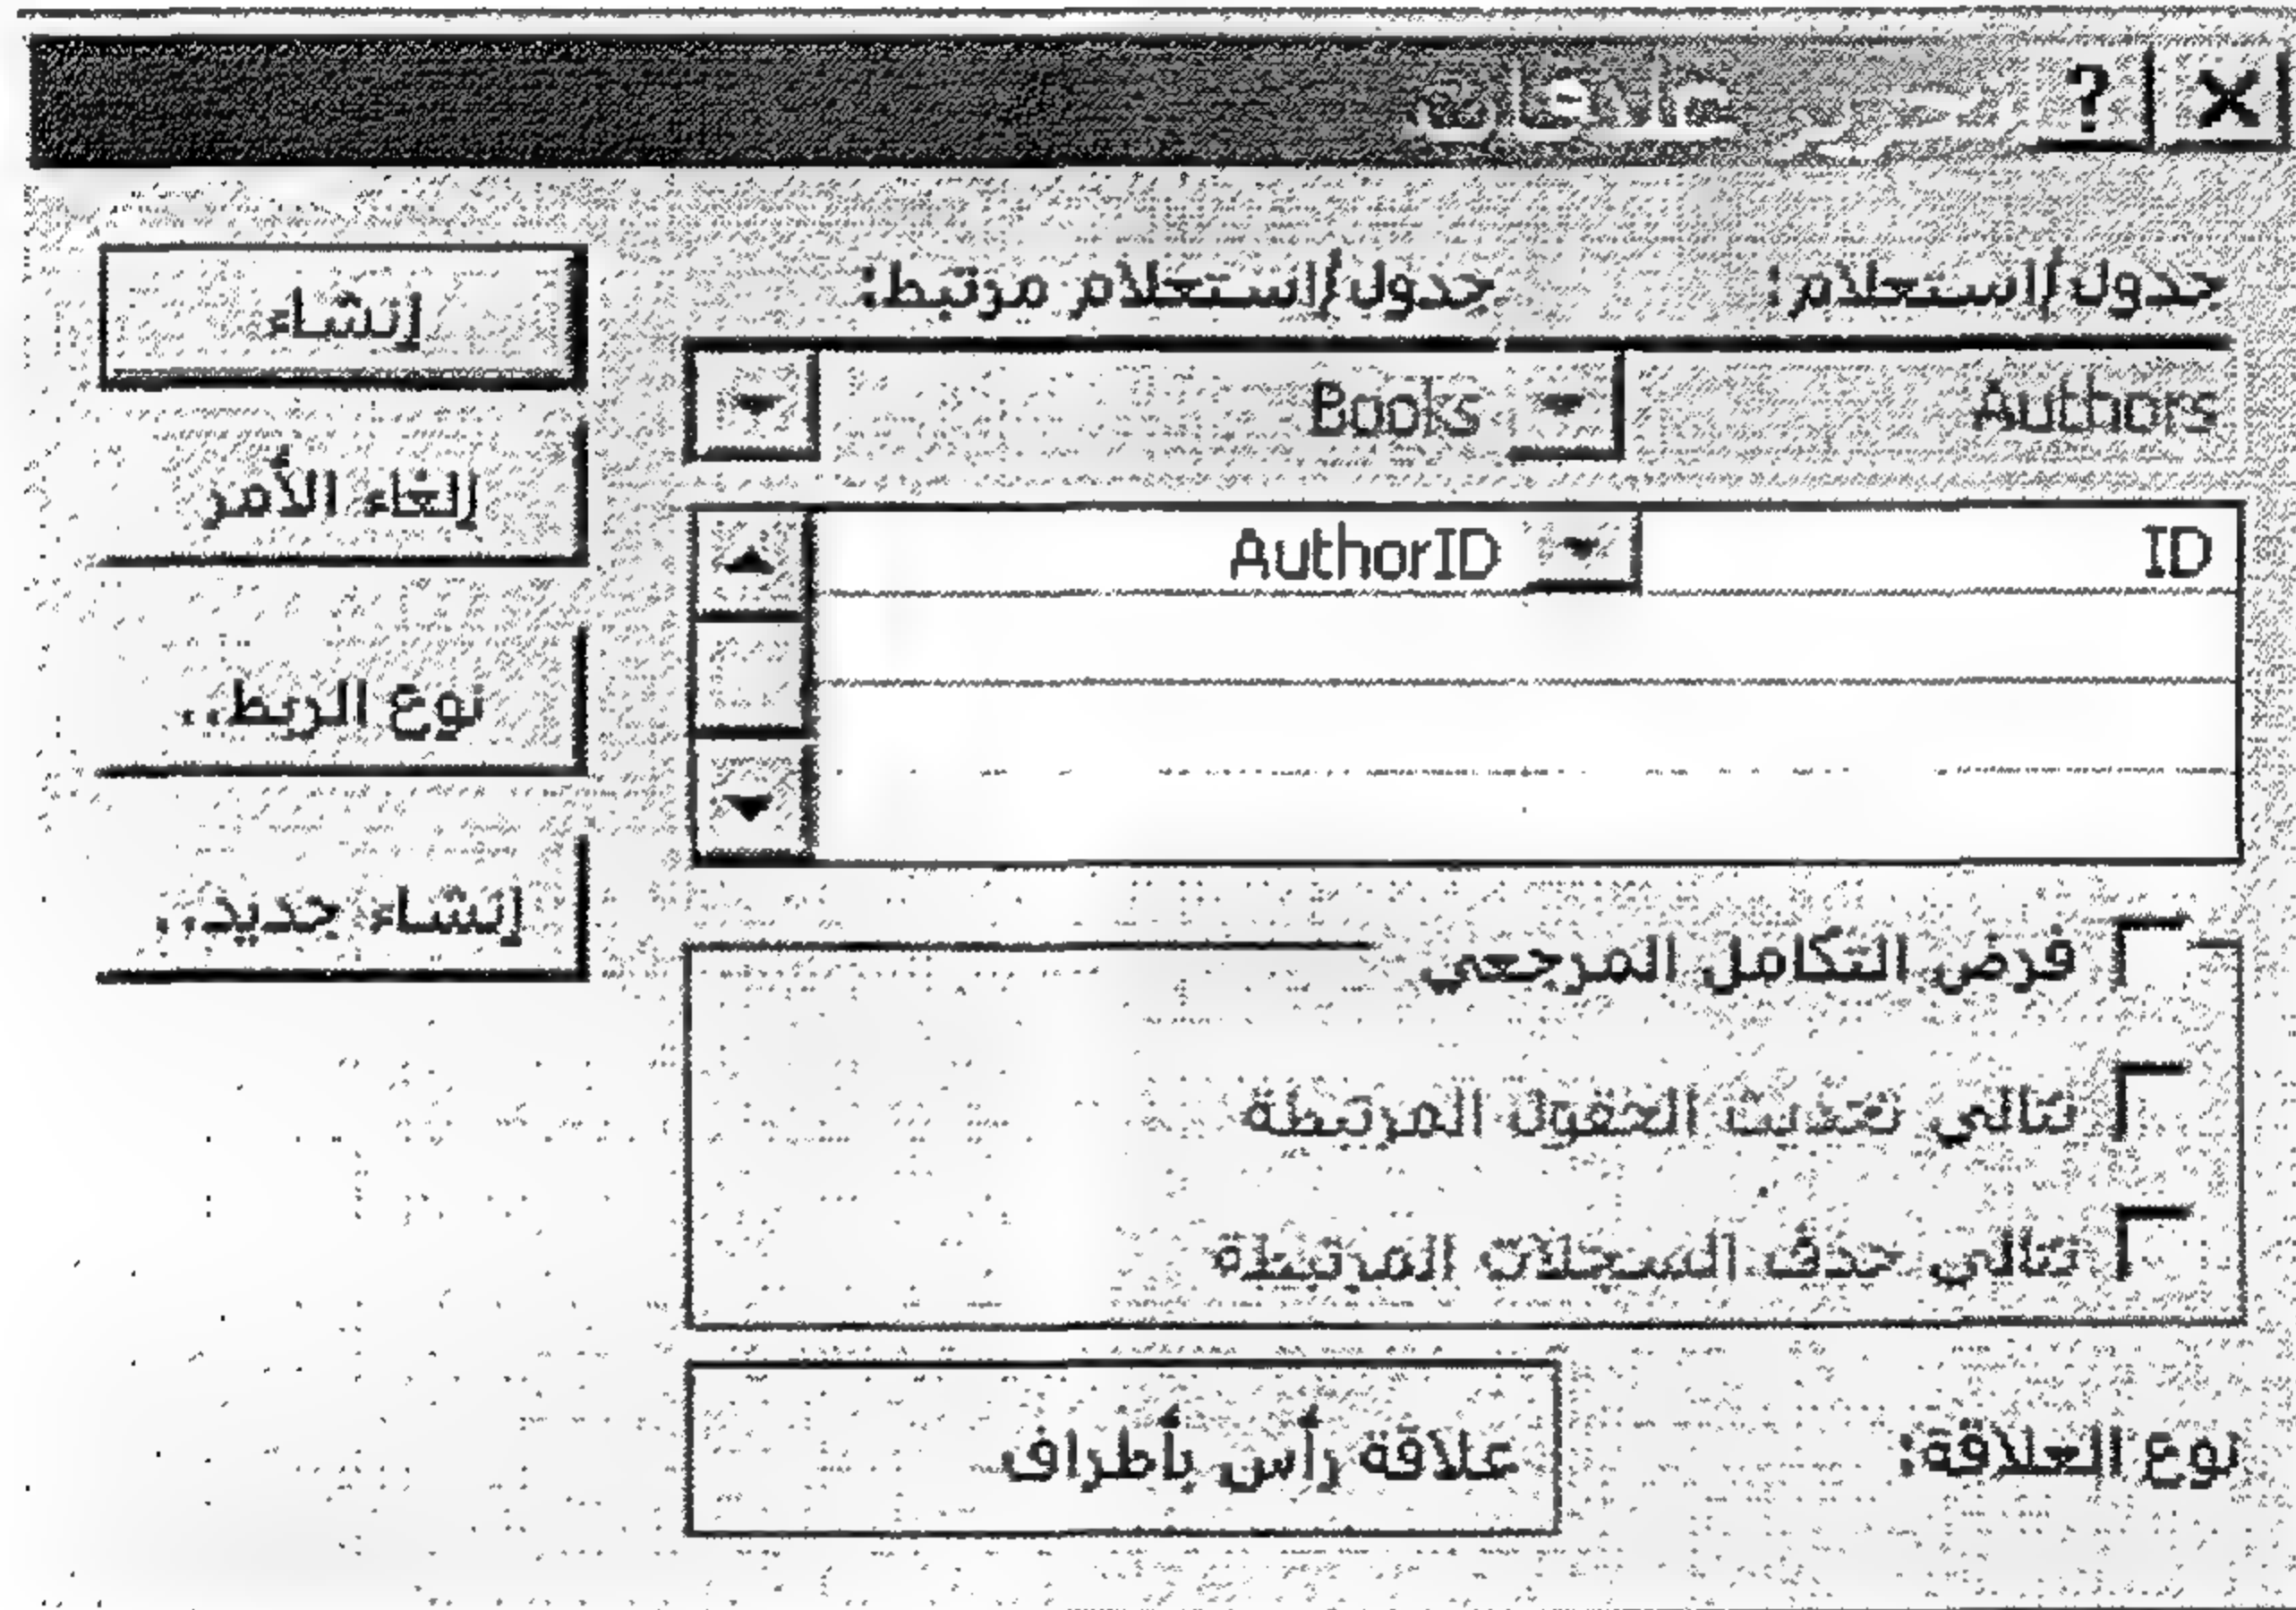 تحرير علاقات
جدول/استعلام: جدول/استعلام مرتبط:
Authors Books
ID AuthorID
فرض التكامل المرجعي
تتالي تحديث الحقول المرتبطة
تتالي حذف السجلات المرتبطة
نوع العلاقة: علاقة رأس بأطراف
إنشاء
إلغاء الأمر
نوع الربط..
إنشاء جديد..